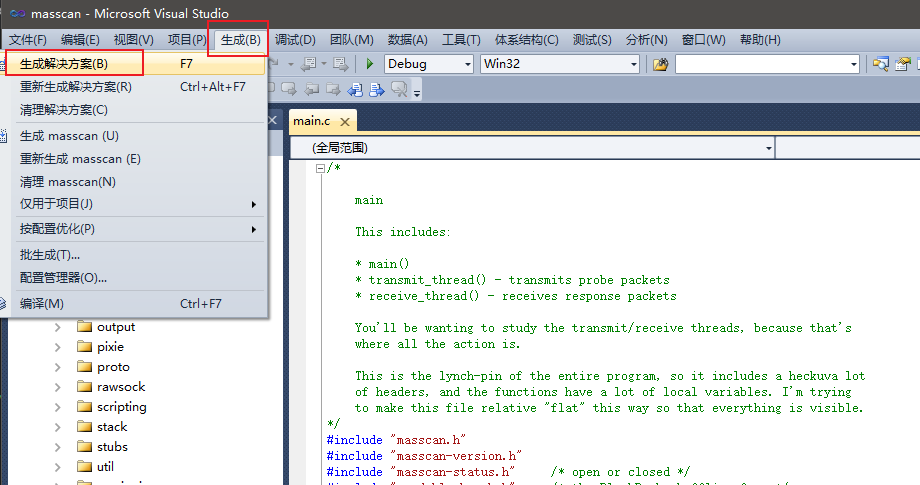 masscan - Microsoft Visual Studio
文件(F) 编辑(E) 视图(V) 项目(P) 生成(B) 调试(D) 团队(M) 数据(A) 工具(T) 体系结构(C) 测试(S) 分析(N) 窗口(W) 帮助(H)
生成解决方案(B) F7
Debug Win32
重新生成解决方案(R) Ctrl+Alt+F7
清理解决方案(C)
生成 masscan (U)
重新生成 masscan (E)
清理 masscan(N)
仅用于项目(J)
按配置优化(P)
批生成(T)...
配置管理器(O)...
编译(M) Ctrl+F7
output
pixie
proto
rawsock
scripting
stack
stubs
util
main.c
(全局范围)
/*
main
This includes:
* main()
* transmit_thread() - transmits probe packets
* receive_thread() - receives response packets
You'll be wanting to study the transmit/receive threads, because that's
where all the action is.
This is the lynch-pin of the entire program, so it includes a heckuva lot
of headers, and the functions have a lot of local variables. I'm trying
to make this file relative "flat" this way so that everything is visible.
*/
#include "masscan.h"
#include "masscan-version.h"
#include "masscan-status.h" /* open or closed */